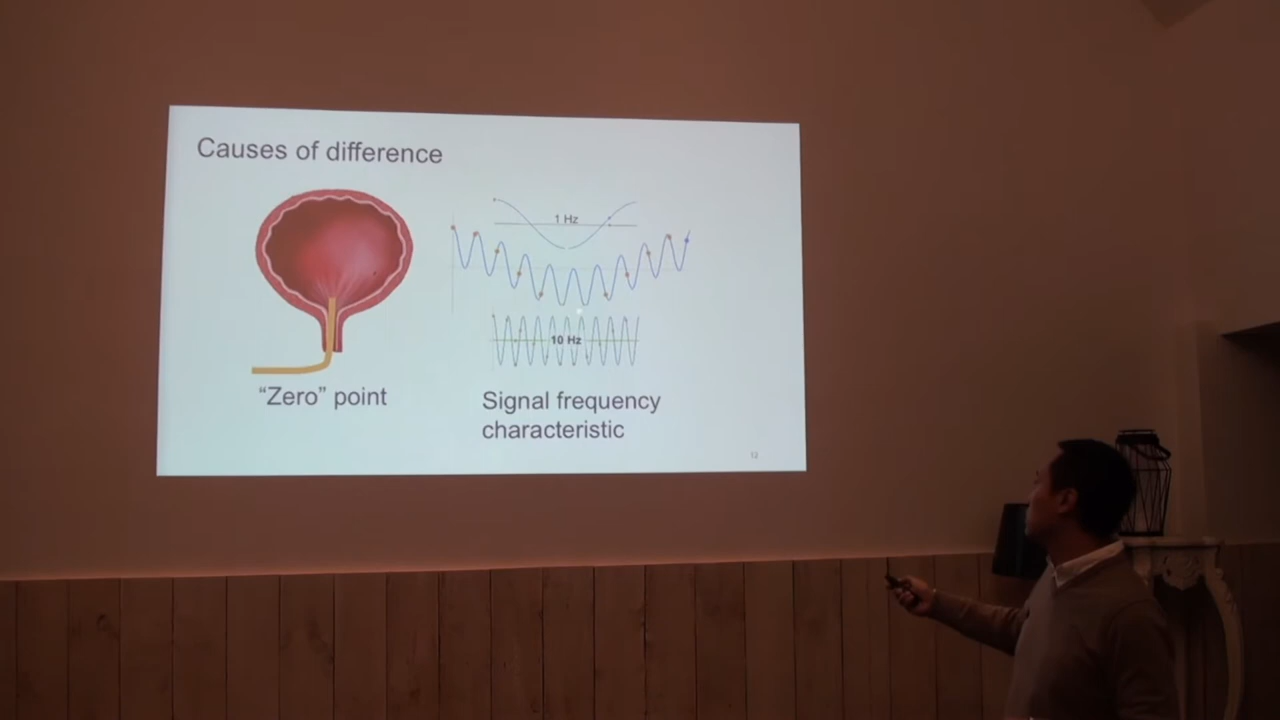 Causes of difference
1 Hz
10 Hz
“Zero” point
Signal frequency
characteristic